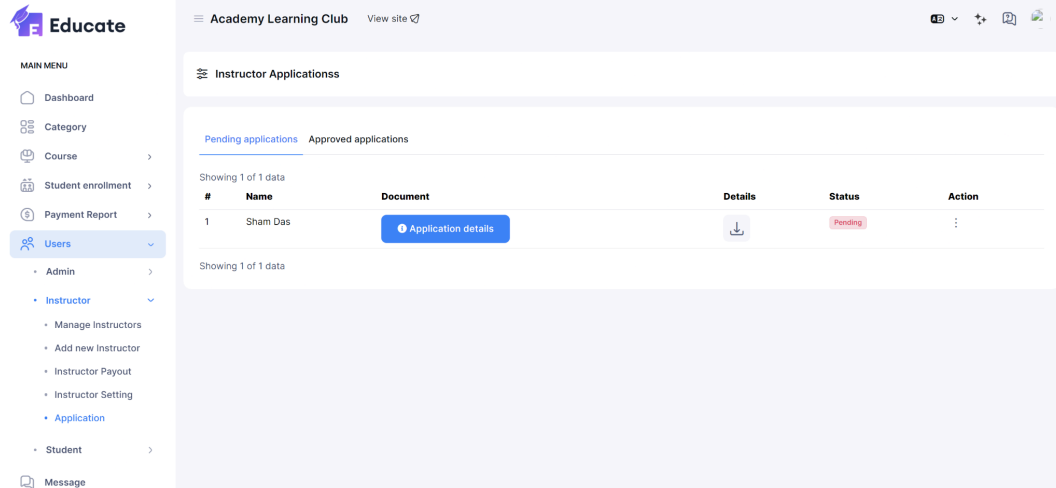 Educate
Academy Learning Club
View site
MAIN MENU
Dashboard
Category
Course
Student enrollment
Payment Report
Users
Admin
Instructor
Manage Instructors
Add new Instructor
Instructor Payout
Instructor Setting
Application
Student
Message
Instructor Applicationss
Pending applications Approved applications
Showing 1 of 1 data
# Name Document Details Status Action
1 Sham Das Application details Pending
Showing 1 of 1 data